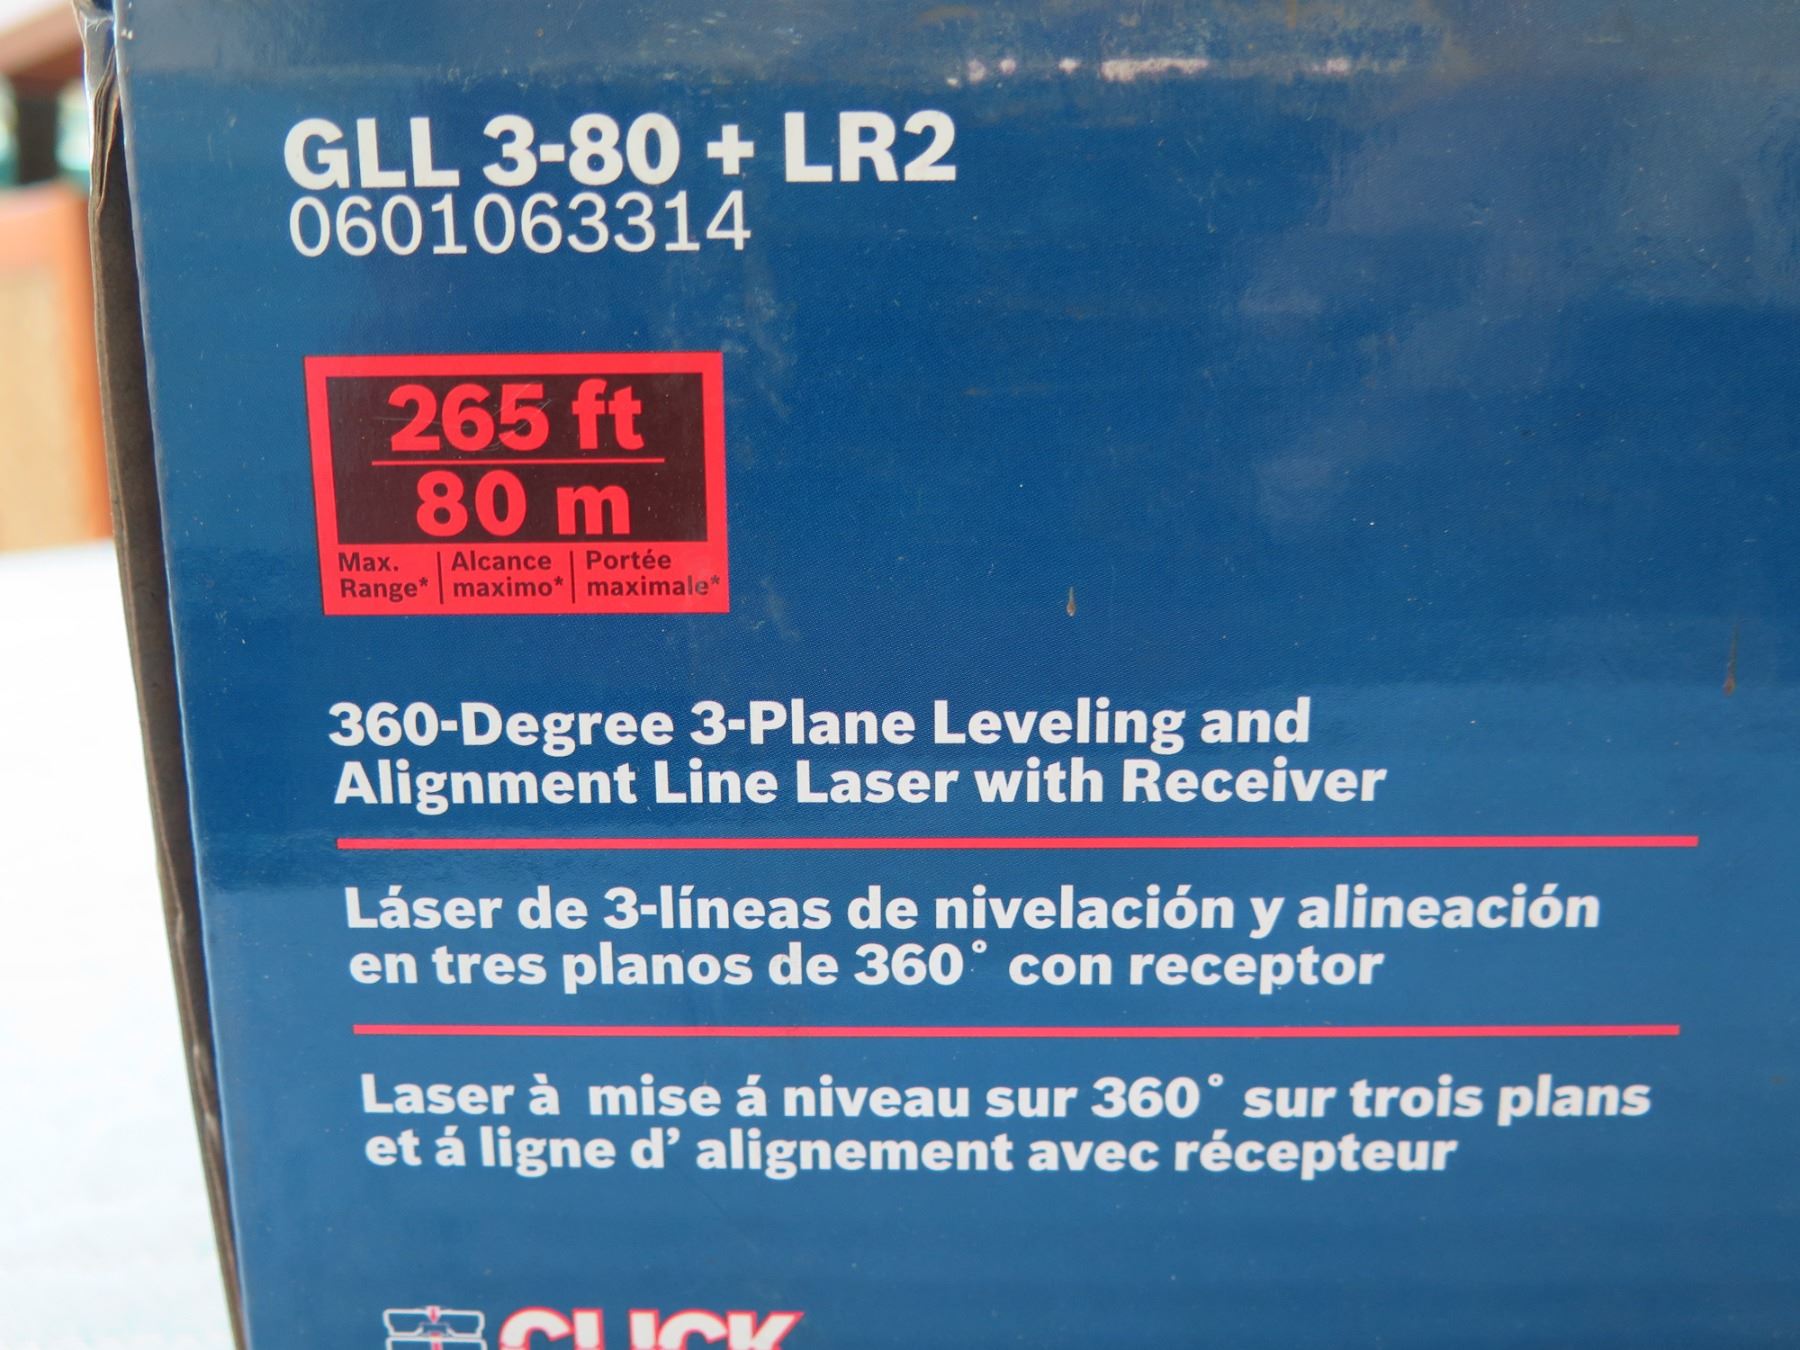 GLL 3-80 + LR2
0601063314
265 ft
80 m
Max. Range*
Alcance maximo*
Portée maximale*
360-Degree 3-Plane Leveling and
Alignment Line Laser with Receiver
Láser de 3-líneas de nivelación y alineación
en tres planos de 360° con receptor
Laser à mise á niveau sur 360° sur trois plans
et á ligne d’ alignement avec récepteur
CLICK